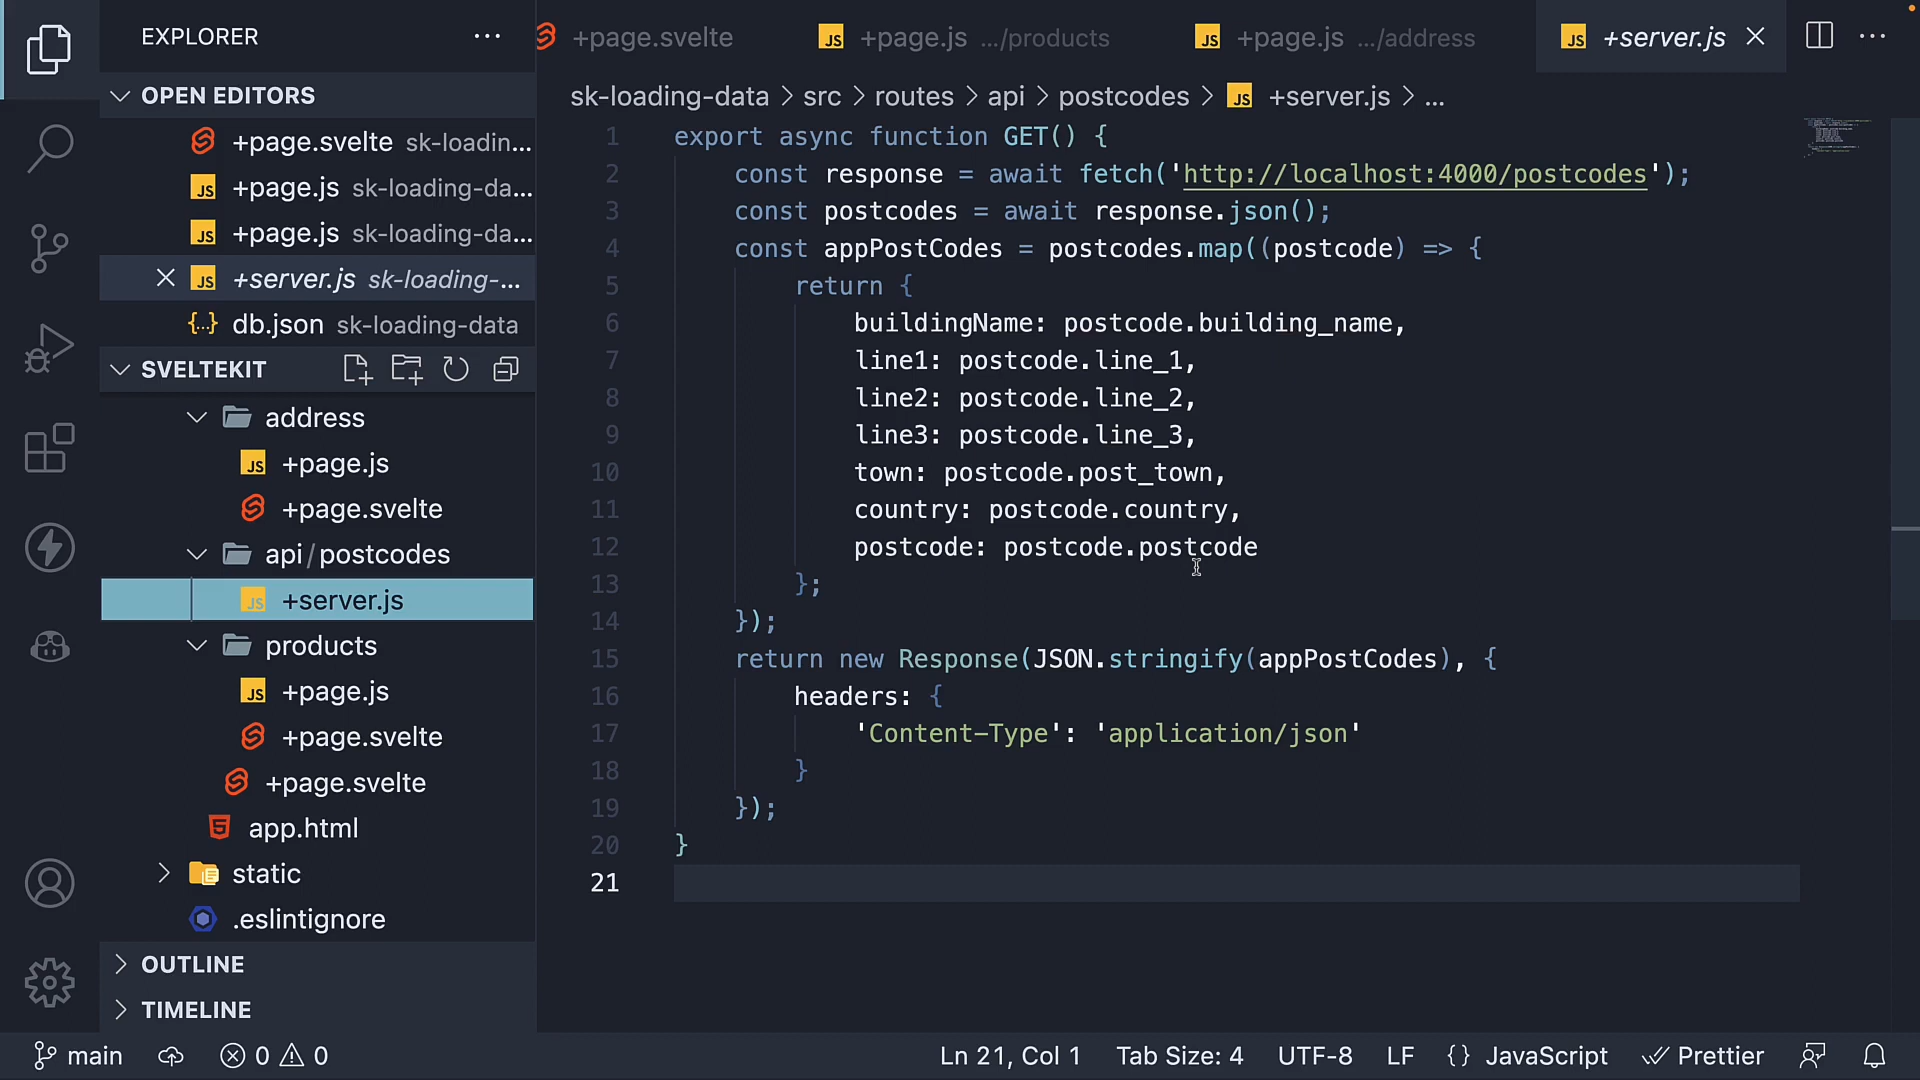 EXPLORER
OPEN EDITORS
+page.svelte sk-loadin...
+page.js sk-loading-da...
+page.js sk-loading-da...
+server.js sk-loading-...
db.json sk-loading-data
SVELTEKIT
address
+page.js
+page.svelte
api/postcodes
+server.js
products
+page.js
+page.svelte
+page.svelte
app.html
static
.eslintignore
OUTLINE
TIMELINE
+page.svelte
+page.js .../products
+page.js .../address
+server.js
sk-loading-data > src > routes > api > postcodes > +server.js > ...
1 export async function GET() {
2 const response = await fetch('http://localhost:4000/postcodes');
3 const postcodes = await response.json();
4 const appPostCodes = postcodes.map((postcode) => {
5 return {
6 buildingName: postcode.building_name,
7 line1: postcode.line_1,
8 line2: postcode.line_2,
9 line3: postcode.line_3,
10 town: postcode.post_town,
11 country: postcode.country,
12 postcode: postcode.postcode
13 };
14 });
15 return new Response(JSON.stringify(appPostCodes), {
16 headers: {
17 'Content-Type': 'application/json'
18 }
19 });
20 }
21
main 0 0 Ln 21, Col 1 Tab Size: 4 UTF-8 LF {} JavaScript Prettier